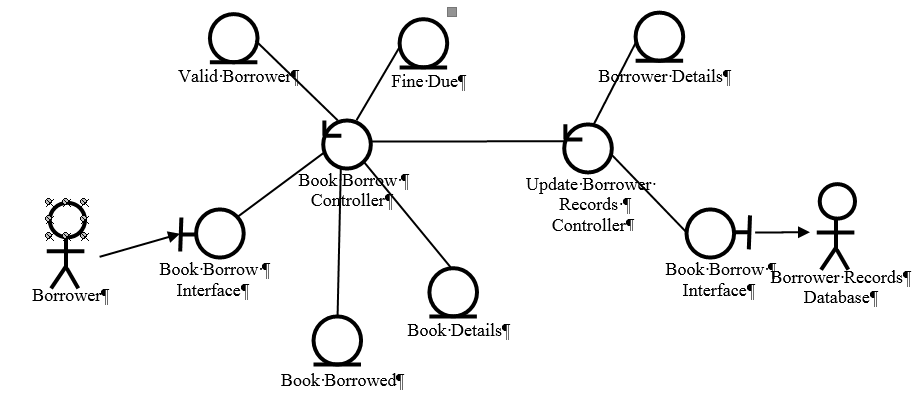 Valid·Borrower¶
Fine·Due¶
Borrower·Details¶
Book·Borrow·¶
Controller¶
Update·Borrower·
Records·¶
Controller¶
Borrower¶
Book·Borrow·¶
Interface¶
Book·Borrow·¶
Interface¶
Borrower·Records¶
Database¶
Book·Details¶
Book·Borrowed¶